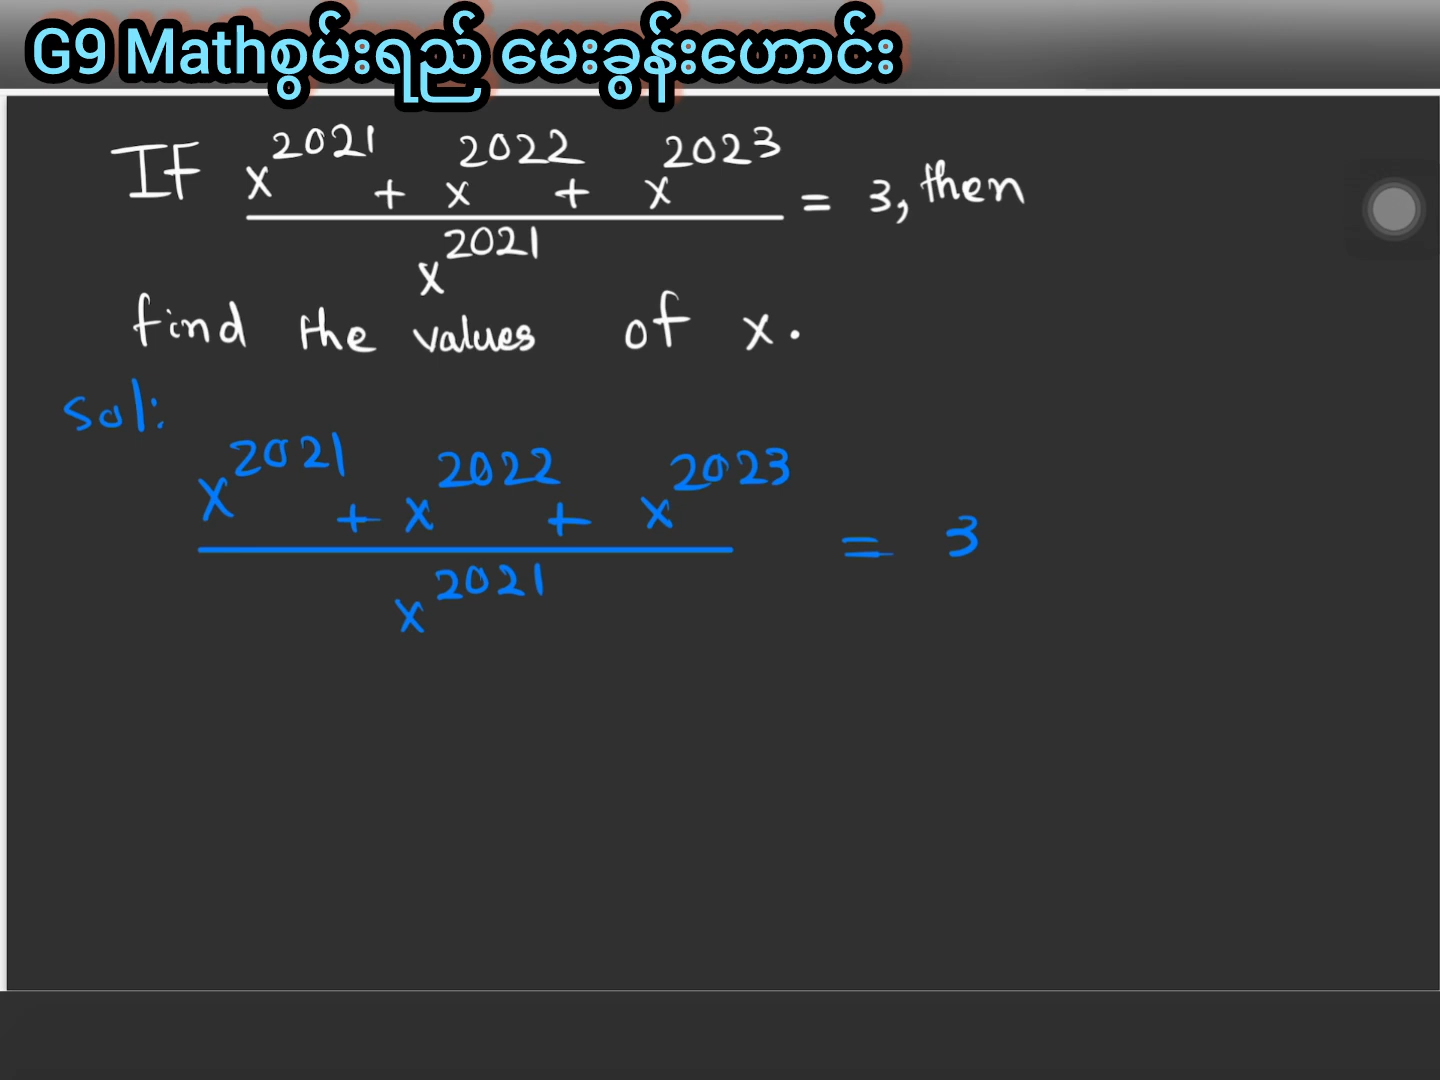 G9 Mathစွမ်းရည် မေးခွန်းဟောင်း
If (x^2021 + x^2022 + x^2023)/x^2021 = 3, then
find the values of x.
Sol:
(x^2021 + x^2022 + x^2023)/x^2021 = 3